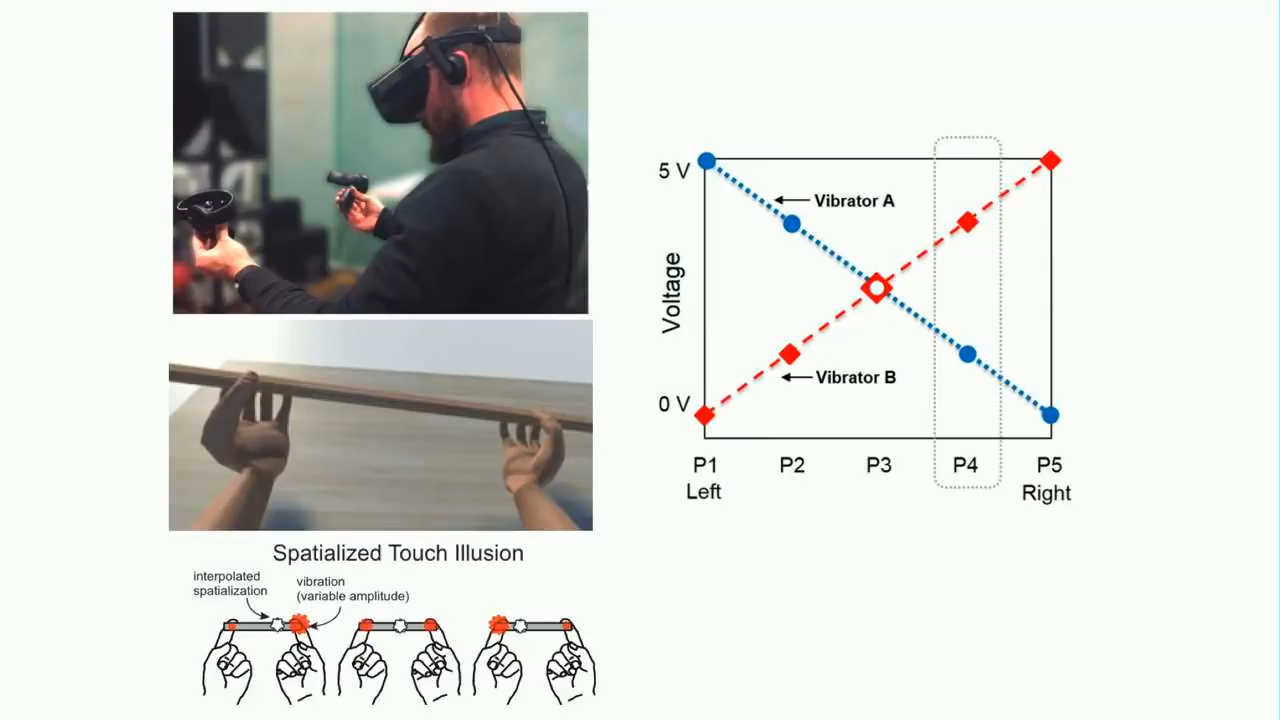 Spatialized Touch Illusion
interpolated
spatialization
vibration
(variable amplitude)
5 V
Vibrator A
Voltage
Vibrator B
0 V
P1 P2 P3 P4 P5
Left Right